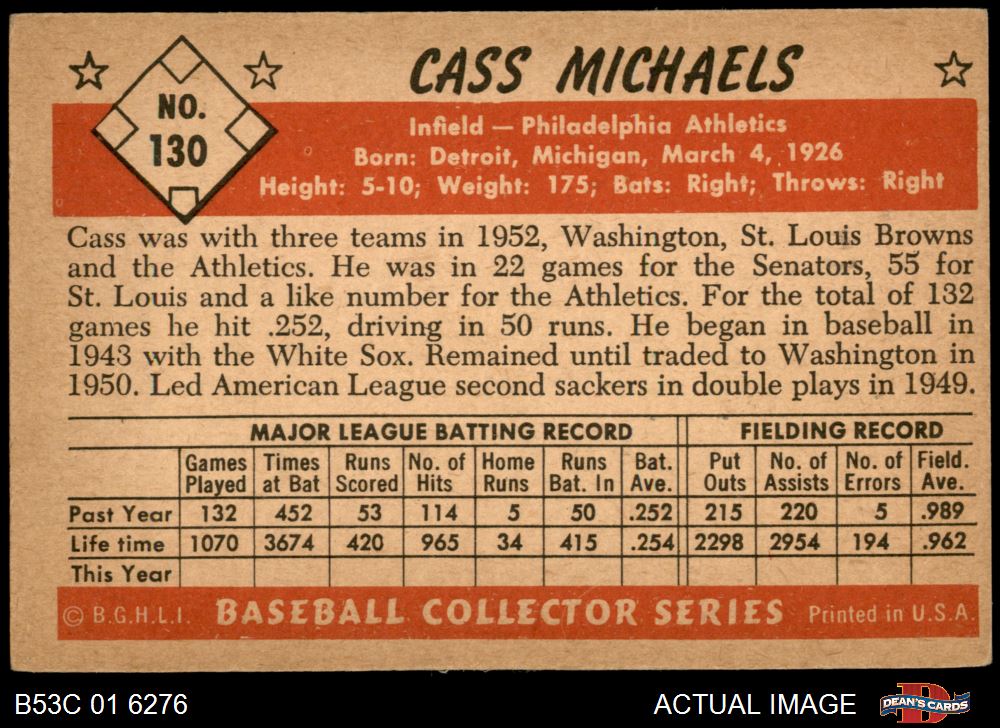 NO.
130
CASS MICHAELS
Infield — Philadelphia Athletics
Born: Detroit, Michigan, March 4, 1926
Height: 5-10; Weight: 175; Bats: Right; Throws: Right
Cass was with three teams in 1952, Washington, St. Louis Browns
and the Athletics. He was in 22 games for the Senators, 55 for
St. Louis and a like number for the Athletics. For the total of 132
games he hit .252, driving in 50 runs. He began in baseball in
1943 with the White Sox. Remained until traded to Washington in
1950. Led American League second sackers in double plays in 1949.
MAJOR LEAGUE BATTING RECORD FIELDING RECORD
Games Times Runs No. of Home Runs Bat. Put No. of No. of Field.
Played at Bat Scored Hits Runs Bat. In Ave. Outs Assists Errors Ave.
Past Year 132 452 53 114 5 50 .252 215 220 5 .989
Life time 1070 3674 420 965 34 415 .254 2298 2954 194 .962
This Year
© B.G.H.L.I. BASEBALL COLLECTOR SERIES Printed in U.S.A.
B53C 01 6276 ACTUAL IMAGE DEAN'S CARDS